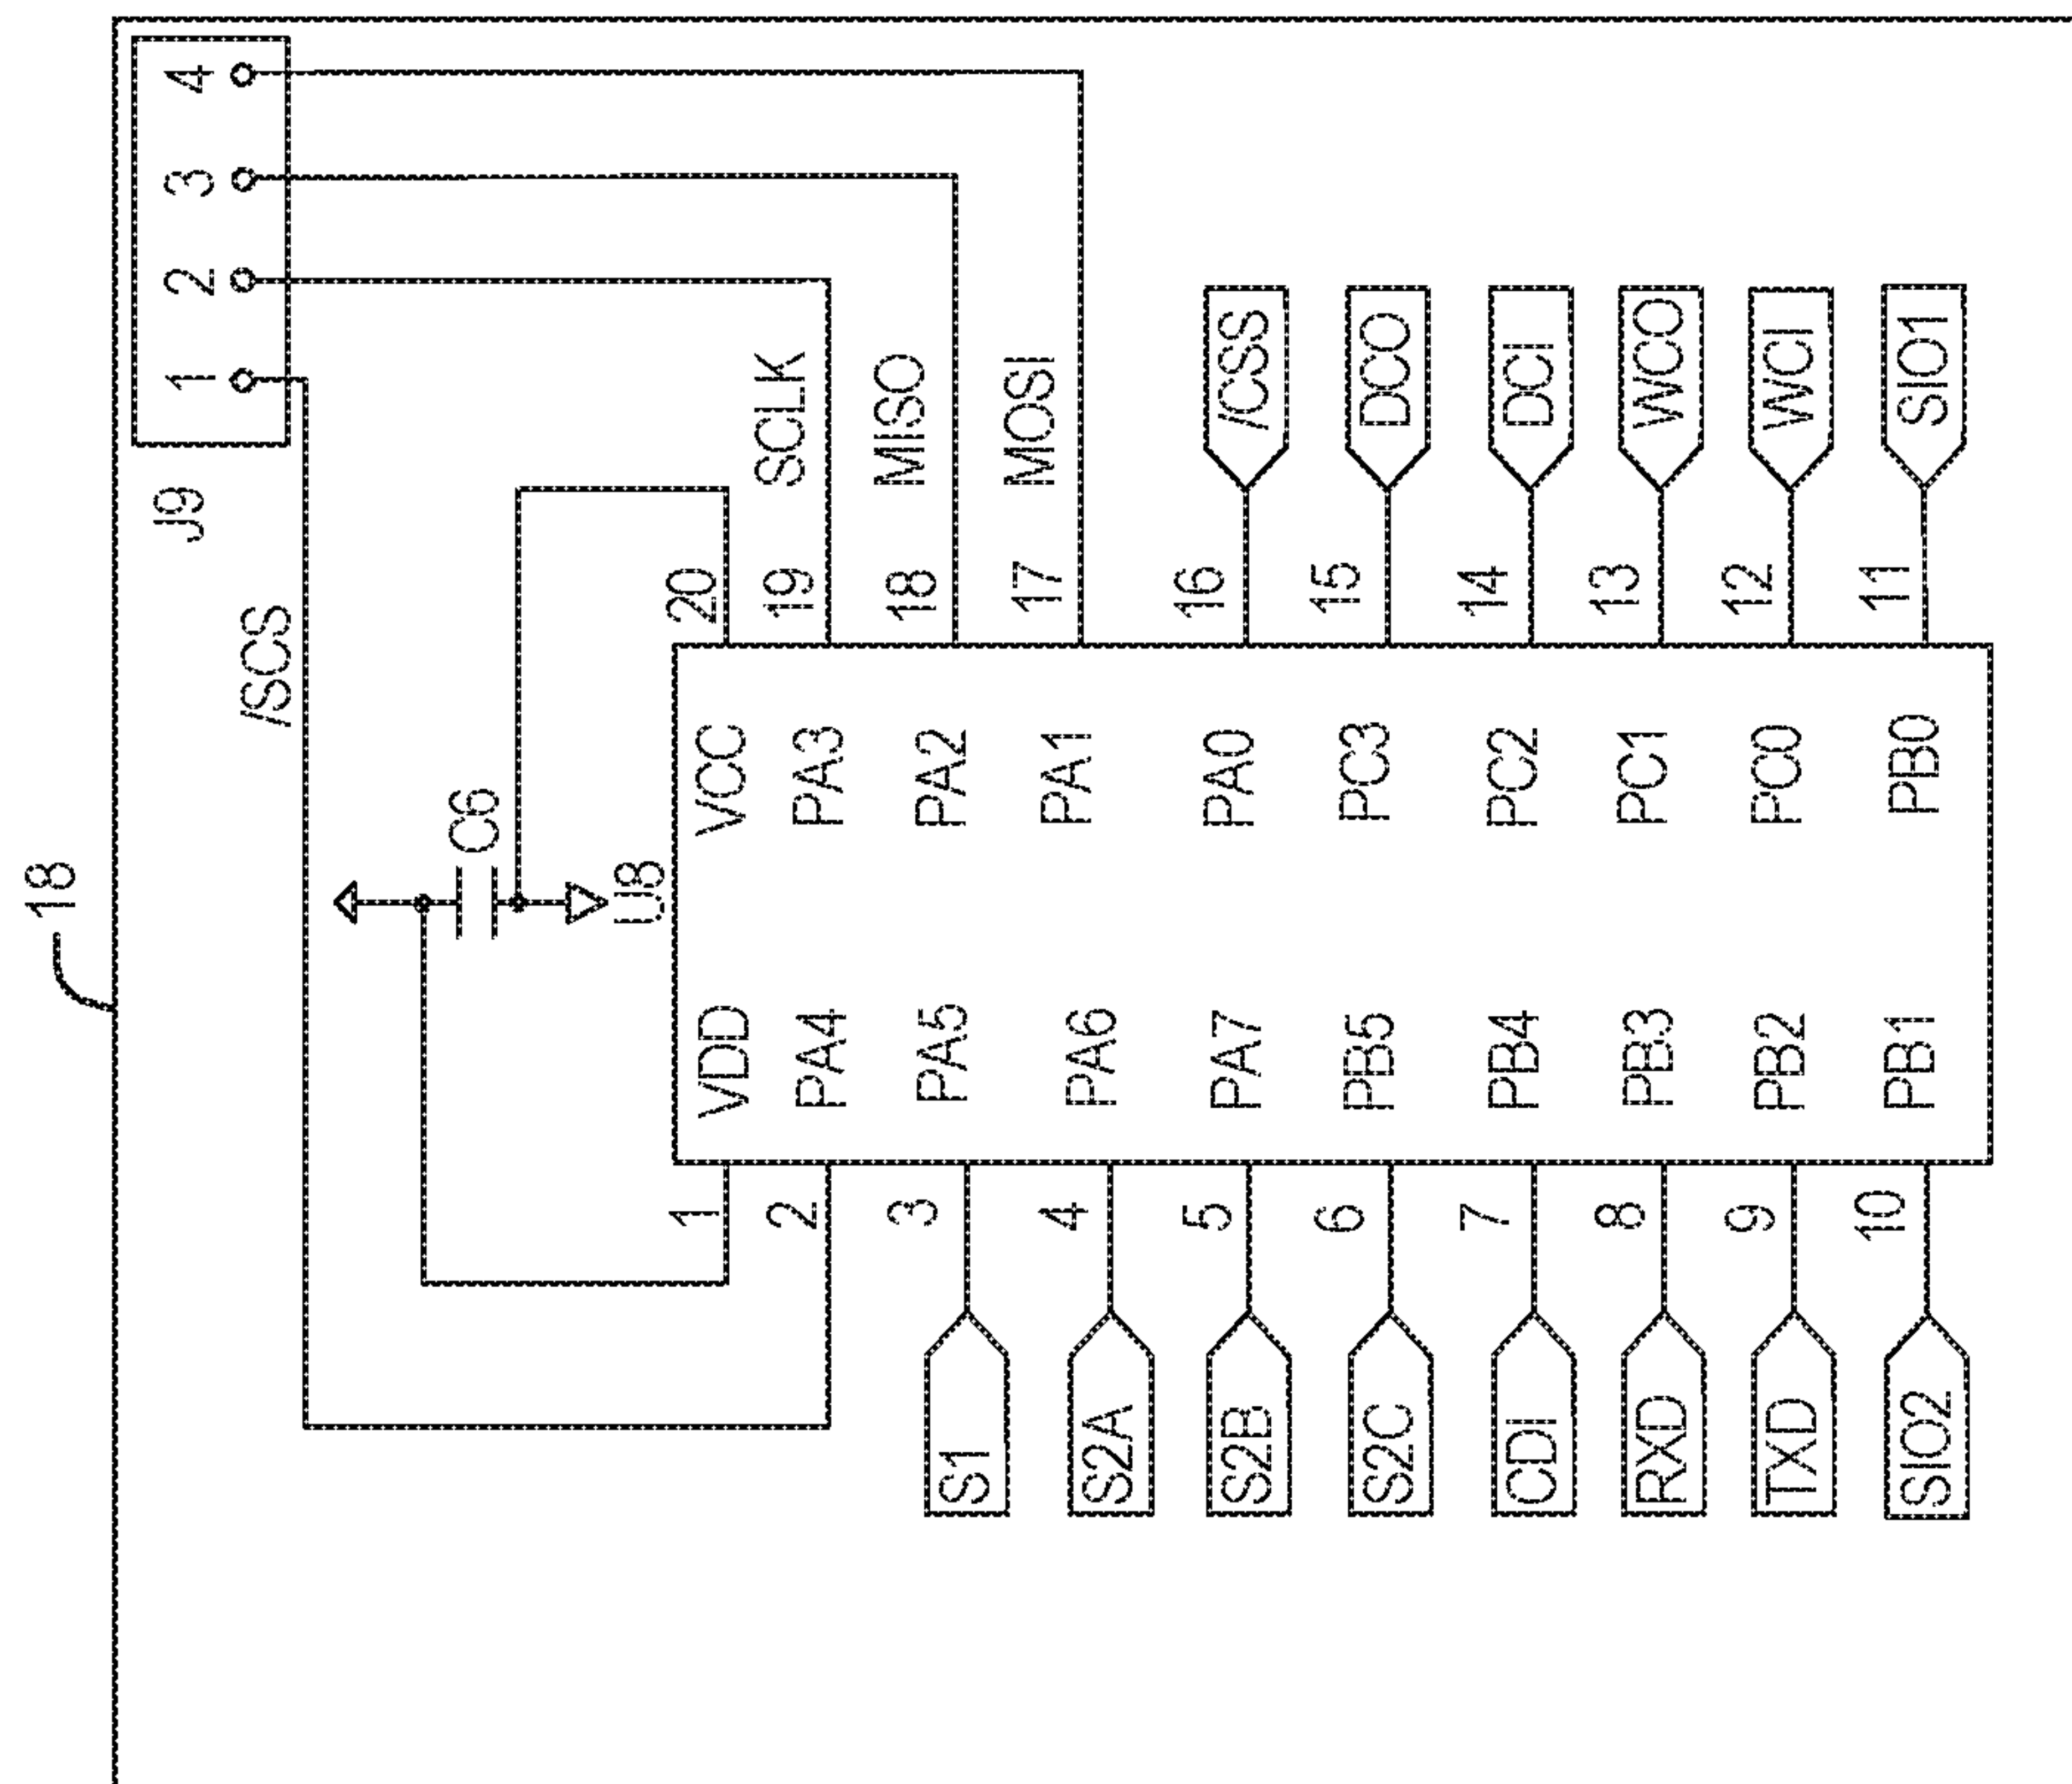 18
J9
1 2 3 4
/SCS
C6
U8
1 VDD VCC 20
2 PA4 PA3 19 SCLK
S1 3 PA5 PA2 18 MISO
S2A 4 PA6 PA1 17 MOSI
S2B 5 PA7 PA0 16 /CSS
S2C 6 PB5 PC3 15 DCO
CDI 7 PB4 PC2 14 DCI
RXD 8 PB3 PC1 13 WCO
TXD 9 PB2 PC0 12 WCI
SIO2 10 PB1 PB0 11 SIO1